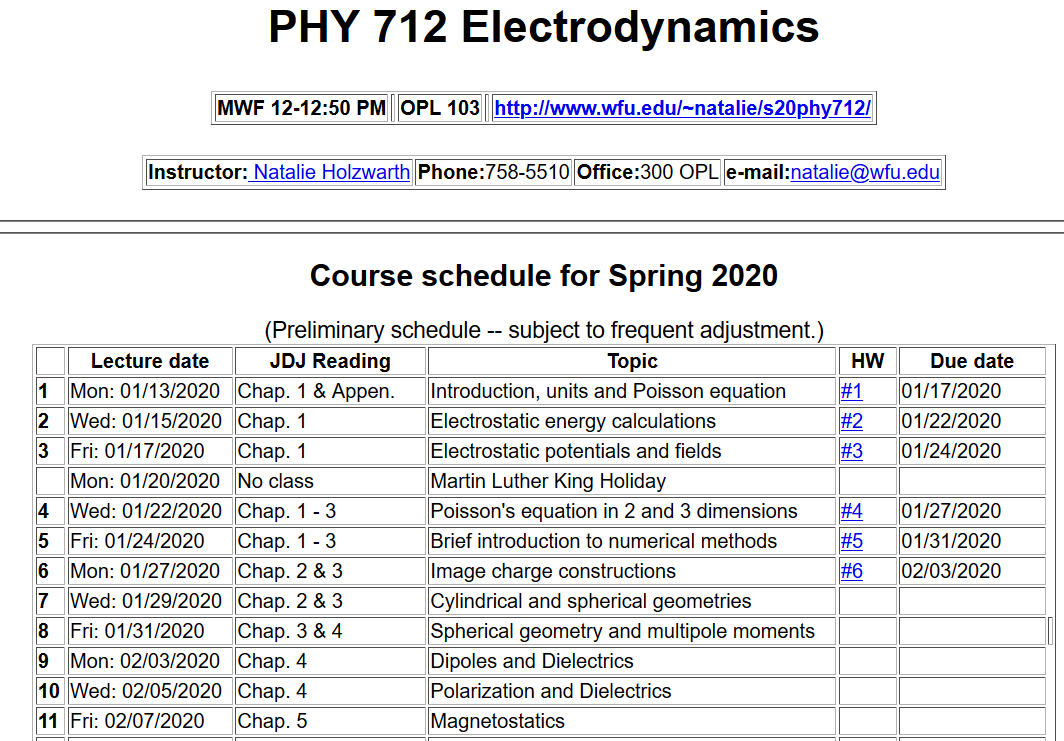 PHY 712 Electrodynamics
MWF 12-12:50 PM OPL 103 http://www.wfu.edu/~natalie/s20phy712/
Instructor: Natalie Holzwarth Phone:758-5510 Office:300 OPL e-mail:natalie@wfu.edu
Course schedule for Spring 2020
(Preliminary schedule -- subject to frequent adjustment.)
Lecture date JDJ Reading Topic HW Due date
1 Mon: 01/13/2020 Chap. 1 & Appen. Introduction, units and Poisson equation #1 01/17/2020
2 Wed: 01/15/2020 Chap. 1 Electrostatic energy calculations #2 01/22/2020
3 Fri: 01/17/2020 Chap. 1 Electrostatic potentials and fields #3 01/24/2020
Mon: 01/20/2020 No class Martin Luther King Holiday
4 Wed: 01/22/2020 Chap. 1 - 3 Poisson's equation in 2 and 3 dimensions #4 01/27/2020
5 Fri: 01/24/2020 Chap. 1 - 3 Brief introduction to numerical methods #5 01/31/2020
6 Mon: 01/27/2020 Chap. 2 & 3 Image charge constructions #6 02/03/2020
7 Wed: 01/29/2020 Chap. 2 & 3 Cylindrical and spherical geometries
8 Fri: 01/31/2020 Chap. 3 & 4 Spherical geometry and multipole moments
9 Mon: 02/03/2020 Chap. 4 Dipoles and Dielectrics
10 Wed: 02/05/2020 Chap. 4 Polarization and Dielectrics
11 Fri: 02/07/2020 Chap. 5 Magnetostatics